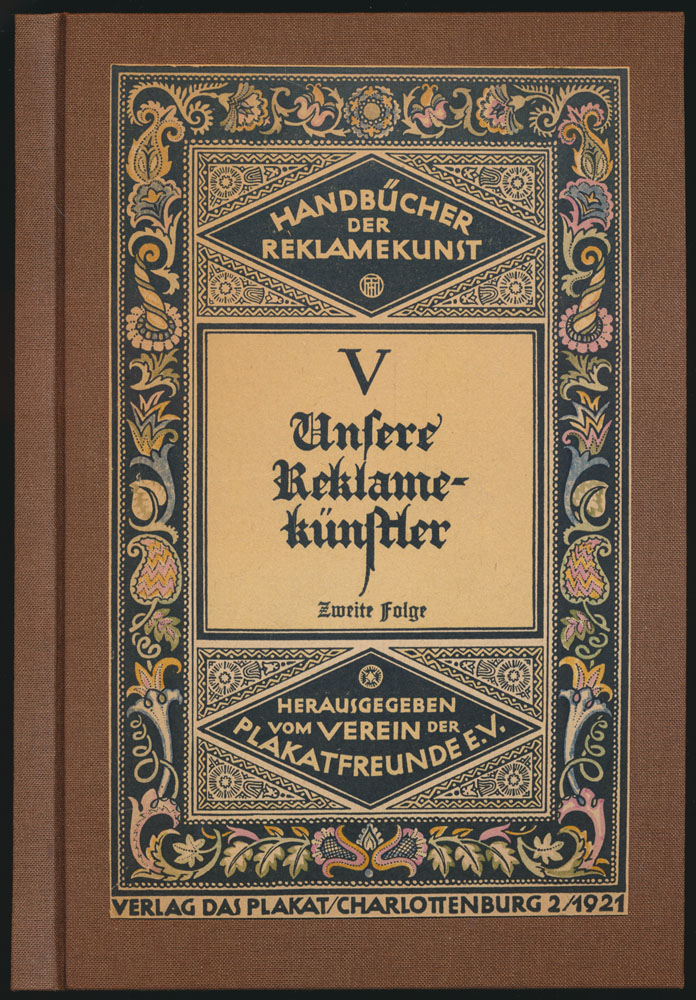 HANDBÜCHER
DER
REKLAMEKUNST
V
Unſere
Reklame-
künſtler
Zweite Folge
HERAUSGEGEBEN
VOM VEREIN DER
PLAKATFREUNDE E.V.
VERLAG DAS PLAKAT/CHARLOTTENBURG 2/1921